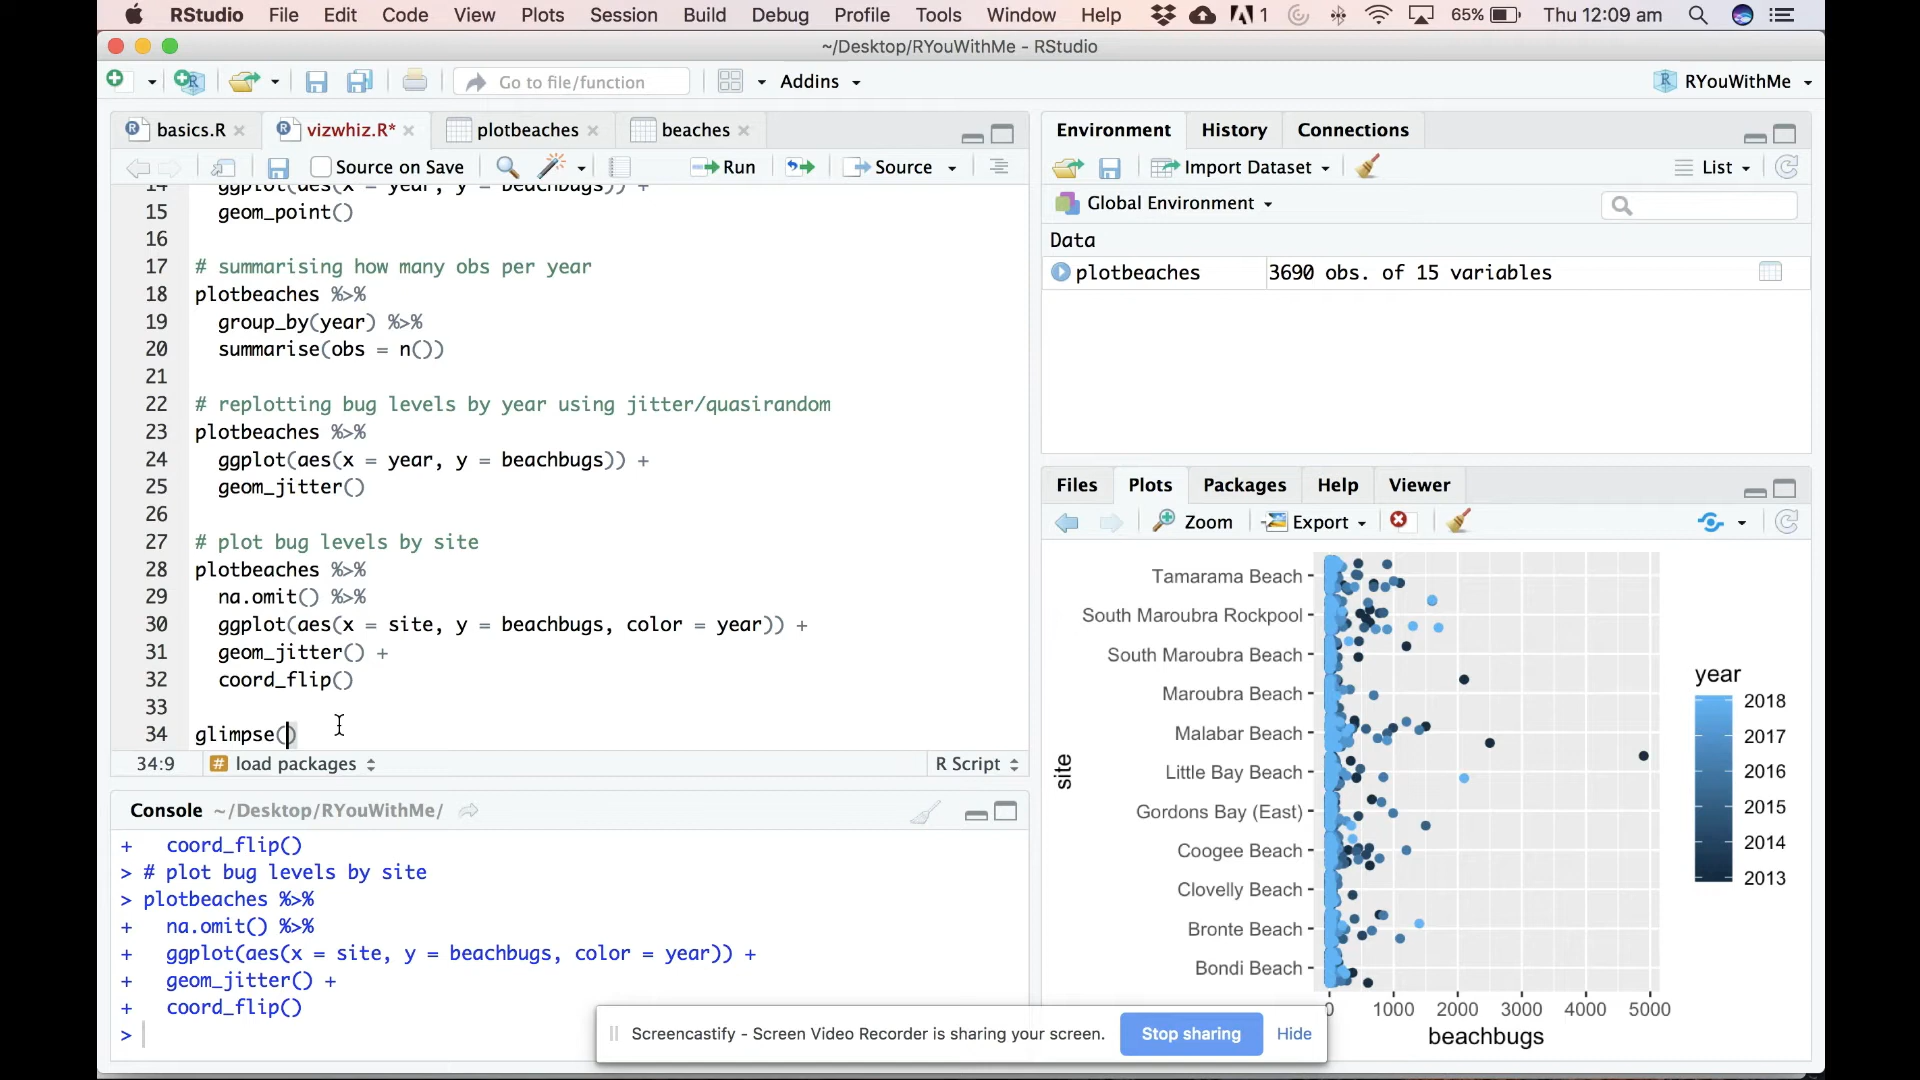 RStudio File Edit Code View Plots Session Build Debug Profile Tools Window Help 1 65% Thu 12:09 am
~/Desktop/RYouWithMe - RStudio
Go to file/function Addins RYouWithMe
basics.R vizwhiz.R* plotbeaches beaches
Source on Save Run Source
14 ggplot(aes(x = year, y = beachbugs)) +
15 geom_point()
16
17 # summarising how many obs per year
18 plotbeaches %>%
19 group_by(year) %>%
20 summarise(obs = n())
21
22 # replotting bug levels by year using jitter/quasirandom
23 plotbeaches %>%
24 ggplot(aes(x = year, y = beachbugs)) +
25 geom_jitter()
26
27 # plot bug levels by site
28 plotbeaches %>%
29 na.omit() %>%
30 ggplot(aes(x = site, y = beachbugs, color = year)) +
31 geom_jitter() +
32 coord_flip()
33
34 glimpse()
34:9 # load packages R Script
Console ~/Desktop/RYouWithMe/
+ coord_flip()
> # plot bug levels by site
> plotbeaches %>%
+ na.omit() %>%
+ ggplot(aes(x = site, y = beachbugs, color = year)) +
+ geom_jitter() +
+ coord_flip()
>
Environment History Connections
Import Dataset List
Global Environment
Data
plotbeaches 3690 obs. of 15 variables
Files Plots Packages Help Viewer
Zoom Export
Tamarama Beach
South Maroubra Rockpool
South Maroubra Beach
Maroubra Beach
Malabar Beach
Little Bay Beach
Gordons Bay (East)
Coogee Beach
Clovelly Beach
Bronte Beach
Bondi Beach
site
0 1000 2000 3000 4000 5000
beachbugs
year
2018
2017
2016
2015
2014
2013
Screencastify - Screen Video Recorder is sharing your screen. Stop sharing Hide